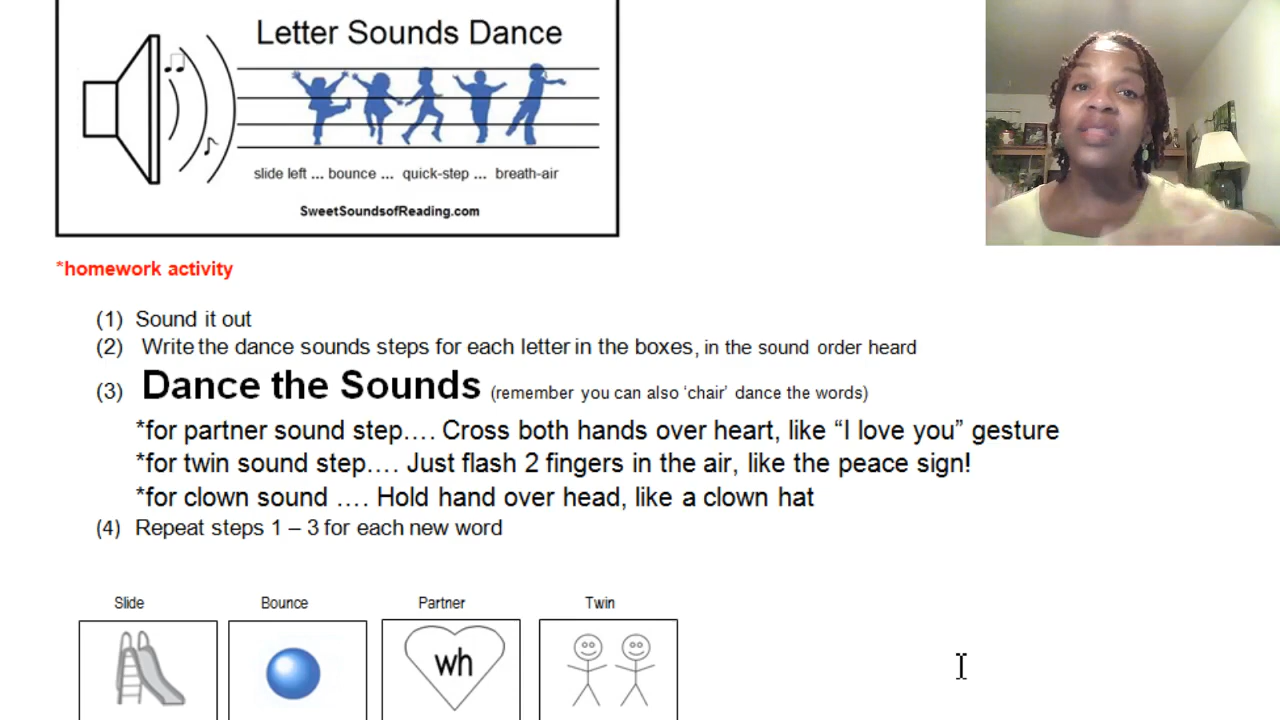 Letter Sounds Dance
slide left ... bounce ... quick-step ... breath-air
SweetSoundsofReading.com
*homework activity
(1) Sound it out
(2) Write the dance sounds steps for each letter in the boxes, in the sound order heard
(3) Dance the Sounds (remember you can also ‘chair’ dance the words)
*for partner sound step…. Cross both hands over heart, like “I love you” gesture
*for twin sound step…. Just flash 2 fingers in the air, like the peace sign!
*for clown sound …. Hold hand over head, like a clown hat
(4) Repeat steps 1 – 3 for each new word
Slide Bounce Partner Twin
wh